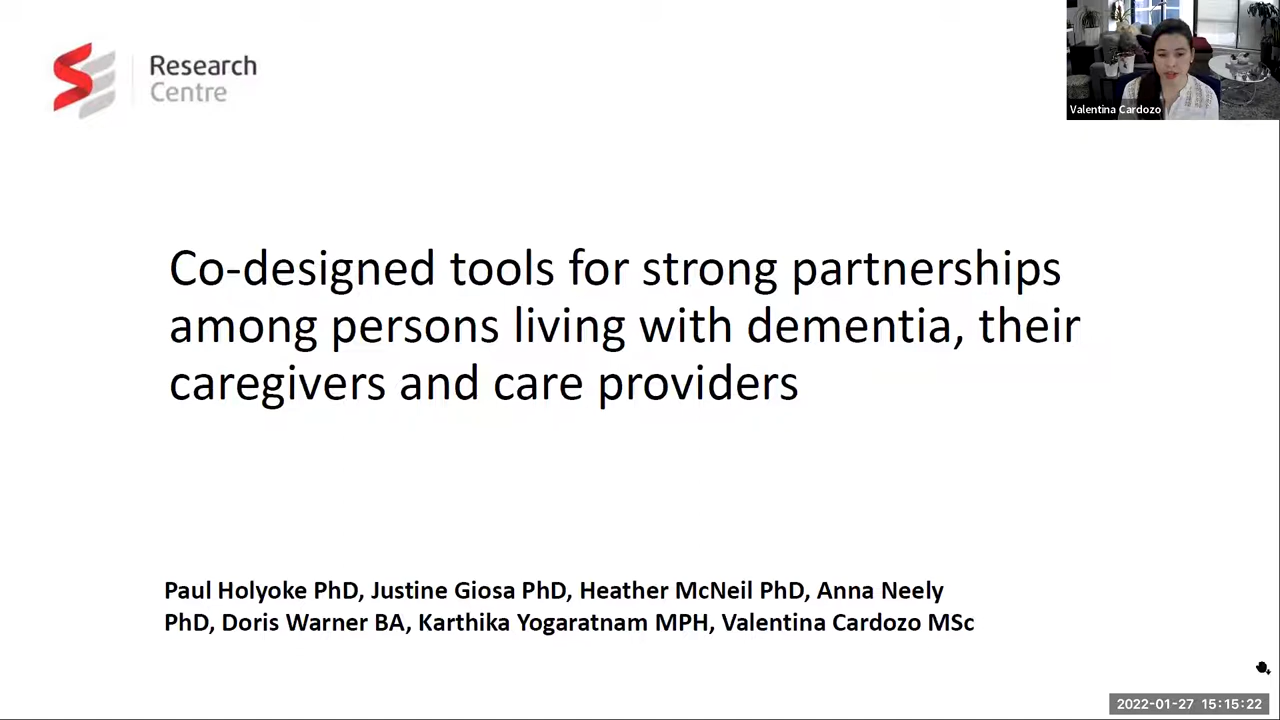 Research
Centre
Valentina Cardozo
Co-designed tools for strong partnerships
among persons living with dementia, their
caregivers and care providers
Paul Holyoke PhD, Justine Giosa PhD, Heather McNeil PhD, Anna Neely
PhD, Doris Warner BA, Karthika Yogaratnam MPH, Valentina Cardozo MSc
2022-01-27 15:15:22